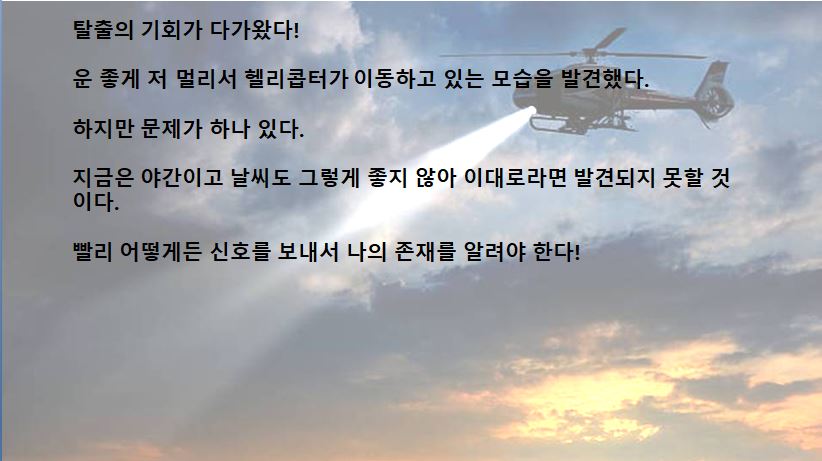 탈출의 기회가 다가왔다!
운 좋게 저 멀리서 헬리콥터가 이동하고 있는 모습을 발견했다.
하지만 문제가 하나 있다.
지금은 야간이고 날씨도 그렇게 좋지 않아 이대로라면 발견되지 못할 것
이다.
빨리 어떻게든 신호를 보내서 나의 존재를 알려야 한다!